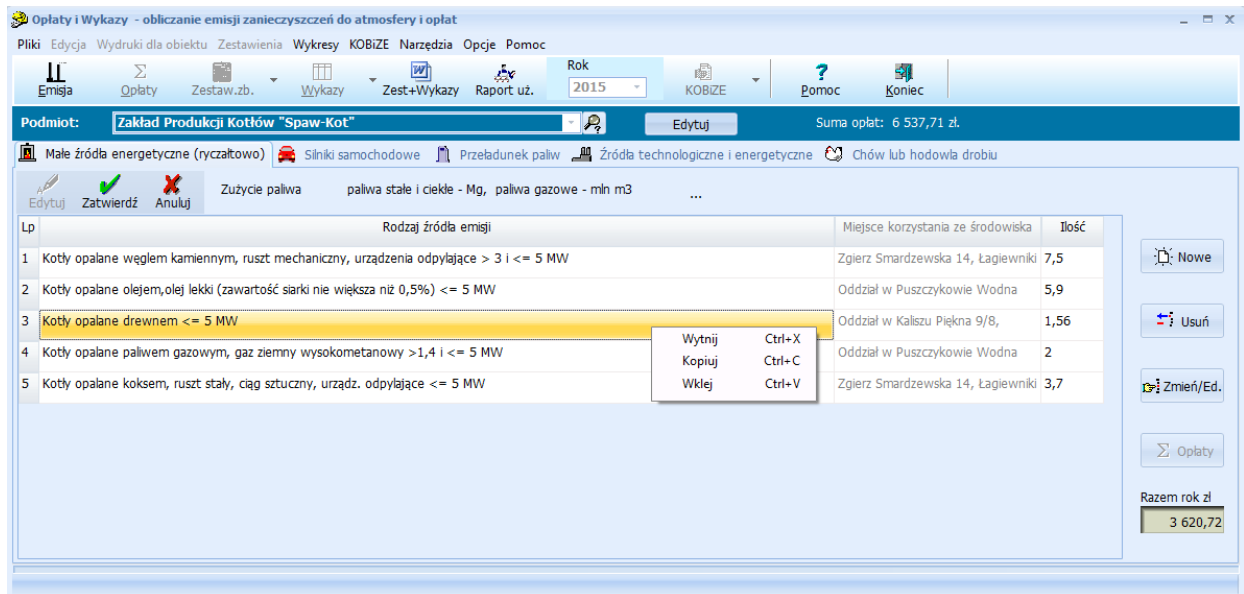 Opłaty i Wykazy - obliczanie emisji zanieczyszczeń do atmosfery i opłat
Pliki Edycja Wydruki dla obiektu Zestawienia Wykresy KOBiZE Narzędzia Opcje Pomoc
Emisja Opłaty Zestaw.zb. Wykazy Zest+Wykazy Raport uż. Rok 2015 KOBiZE Pomoc Koniec
Podmiot: Zakład Produkcji Kotłów "Spaw-Kot" Edytuj Suma opłat: 6 537,71 zł.
Małe źródła energetyczne (ryczałtowo) Silniki samochodowe Przeładunek paliw Źródła technologiczne i energetyczne Chów lub hodowla drobiu
Edytuj Zatwierdź Anuluj Zużycie paliwa paliwa stałe i ciekłe - Mg, paliwa gazowe - mln m3 ...
Lp Rodzaj źródła emisji Miejsce korzystania ze środowiska Ilość
1 Kotły opalane węglem kamiennym, ruszt mechaniczny, urządzenia odpylające > 3 i <= 5 MW Zgierz Smardzewska 14, Łagiewniki 7,5
2 Kotły opalane olejem,olej lekki (zawartość siarki nie większa niż 0,5%) <= 5 MW Oddział w Puszczykowie Wodna 5,9
3 Kotły opalane drewnem <= 5 MW Oddział w Kaliszu Piękna 9/8, 1,56
4 Kotły opalane paliwem gazowym, gaz ziemny wysokometanowy >1,4 i <= 5 MW Oddział w Puszczykowie Wodna 2
5 Kotły opalane koksem, ruszt stały, ciąg sztuczny, urządz. odpylające <= 5 MW Zgierz Smardzewska 14, Łagiewniki 3,7
Wytnij Ctrl+X
Kopiuj Ctrl+C
Wklej Ctrl+V
Nowe
Usuń
Zmień/Ed.
Opłaty
Razem rok zł
3 620,72